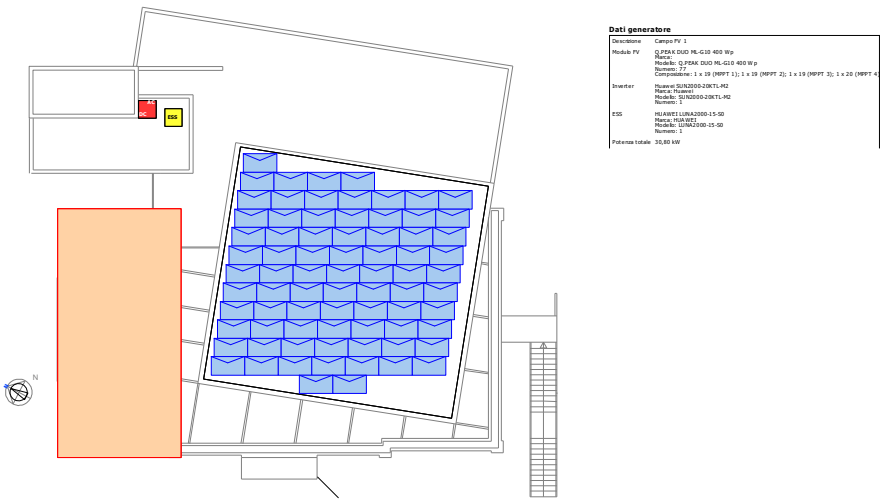 Dati generatore
Descrizione Campo FV 1
Modulo FV Q.PEAK DUO ML-G10 400 Wp
Marca:
Modello: Q.PEAK DUO ML-G10 400 Wp
Numero: 77
Composizione: 1 x 19 (MPPT 1); 1 x 19 (MPPT 2); 1 x 19 (MPPT 3); 1 x 20 (MPPT 4)
Inverter Huawei SUN2000-20KTL-M2
Marca: Huawei
Modello: SUN2000-20KTL-M2
Numero: 1
ESS HUAWEI LUNA2000-15-S0
Marca: HUAWEI
Modello: LUNA2000-15-S0
Numero: 1
Potenza totale 30,80 kW
DC
ESS
N